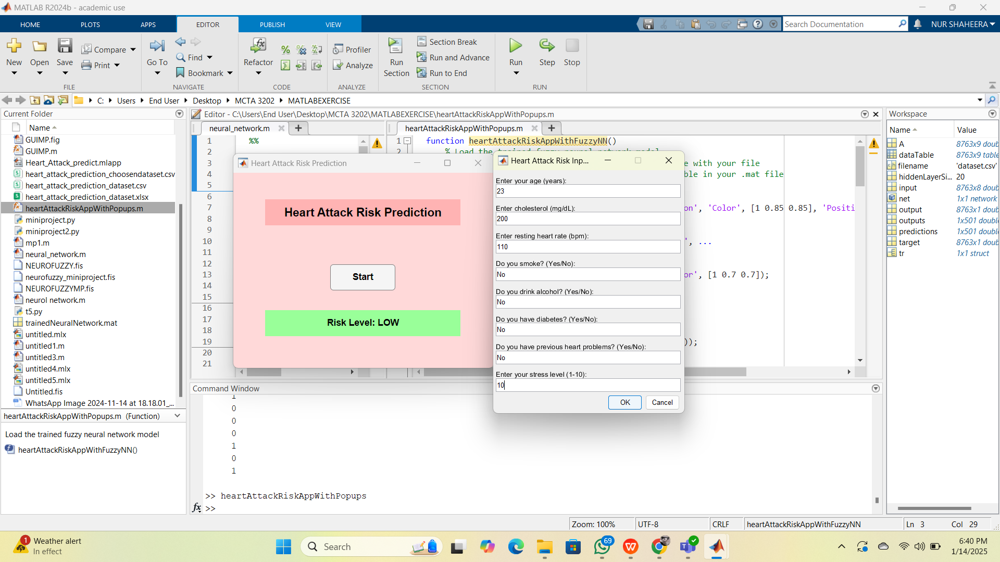 MATLAB R2024b - academic use
HOME
PLOTS
APPS
EDITOR
PUBLISH
VIEW
Search Documentation
NUR SHAHEERA
New
Open
Save
Compare
Print
FILE
Go To
Find
Bookmark
NAVIGATE
Refactor
CODE
Profiler
Analyze
ANALYZE
Run
Section
Section Break
Run and Advance
Run to End
SECTION
Run
Step
Stop
RUN
C:
Users
End User
Desktop
MCTA 3202
MATLABEXERCISE
Current Folder
Name
GUIMP.fig
GUIMP.m
Heart_Attack_predict.mlapp
heart_attack_prediction_choosendataset.csv
heart_attack_prediction_dataset.csv
heart_attack_prediction_dataset.xlsx
heartAttackRiskAppWithPopups.m
miniproject.py
miniproject2.py
mp1.m
neural_network.m
NEUROFUZZY.fis
neurofuzzy_miniproject.fis
NEUROFUZZYMP.fis
neurol network.m
t5.py
trainedNeuralNetwork.mat
untitled.mlx
untitled1.m
untitled3.m
untitled4.mlx
untitled5.mlx
Untitled.fis
WhatsApp Image 2024-11-14 at 18.18.01_...
heartAttackRiskAppWithPopups.m (Function)
Load the trained fuzzy neural network model
heartAttackRiskAppWithFuzzyNN()
Editor - C:\Users\End User\Desktop\MCTA 3202\MATLABEXERCISE\heartAttackRiskAppWithPopups.m
neural_network.m
heartAttackRiskAppWithPopups.m
1
2
3
4
5
6
7
8
9
10
11
12
13
14
15
16
17
18
19
20
21
%%
1 function heartAttackRiskAppWithFuzzyNN()
2 % Load the trained fuzzy neural network model
e with your file
ble in your .mat file
on', 'Color', [1 0.85 0.85], 'Positi
', ...
or', [1 0.7 0.7]);
));
Heart Attack Risk Prediction
Heart Attack Risk Prediction
Start
Risk Level: LOW
Heart Attack Risk Inp...
Enter your age (years):
23
Enter cholesterol (mg/dL):
200
Enter resting heart rate (bpm):
110
Do you smoke? (Yes/No):
No
Do you drink alcohol? (Yes/No):
No
Do you have diabetes? (Yes/No):
No
Do you have previous heart problems? (Yes/No):
No
Enter your stress level (1-10):
10
OK
Cancel
Command Window
1
0
0
0
1
0
1
>> heartAttackRiskAppWithPopups
fx >>
Workspace
Name
Value
A 8763x9 doub
dataTable 8763x9 table
filename 'dataset.csv'
hiddenLayerSi... 20
input 8763x8 doub
net 1x1 network
output 8763x1 doub
outputs 1x501 doubl
predictions 1x501 doubl
target 8763x1 doub
tr 1x1 struct
Zoom: 100%
UTF-8
CRLF
heartAttackRiskAppWithFuzzyNN
Ln 3
Col 29
1
Weather alert
In effect
Search
69
6:40 PM
1/14/2025